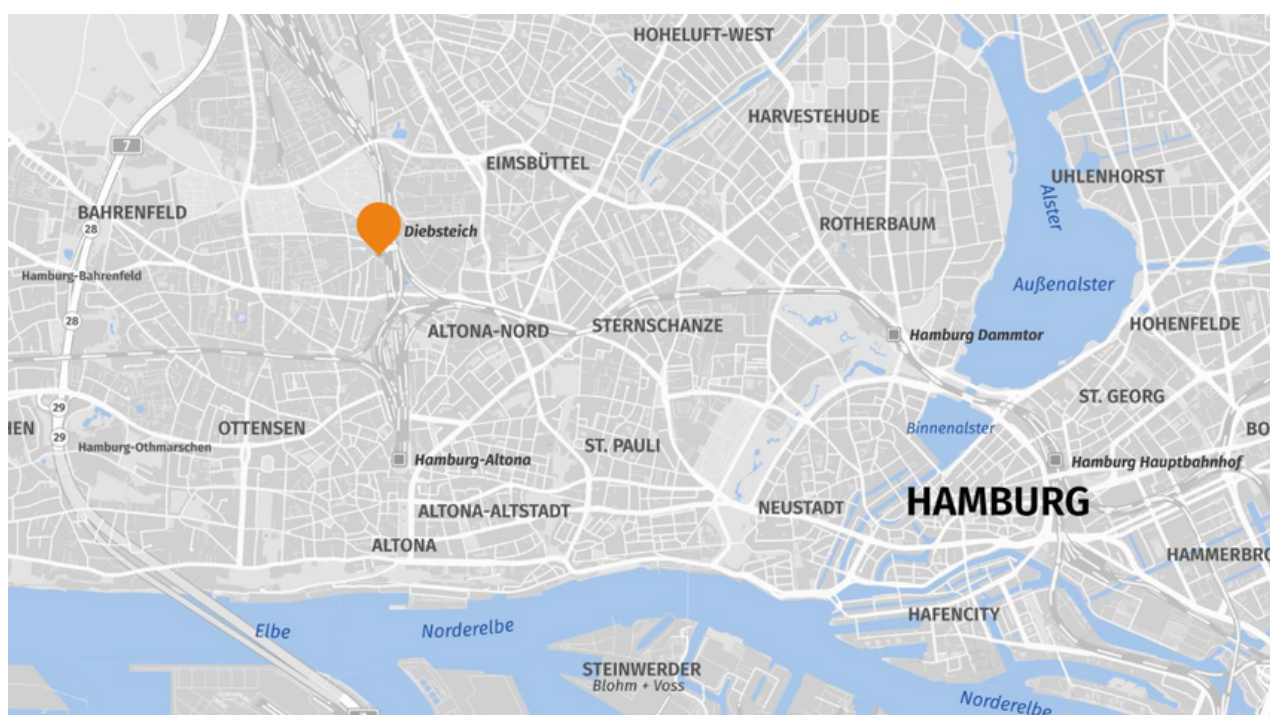 HOHELUFT-WEST
HARVESTEHUDE
7
EIMSBÜTTEL
UHLENHORST
Alster
BAHRENFELD
28
Diebsteich
ROTHERBAUM
Hamburg-Bahrenfeld
Außenalster
28
ALTONA-NORD
STERNSCHANZE
Hamburg Dammtor
HOHENFELDE
29
ST. GEORG
IEN
OTTENSEN
Binnenalster
BO
29
Hamburg-Othmarschen
ST. PAULI
Hamburg-Altona
Hamburg Hauptbahnhof
ALTONA-ALTSTADT
NEUSTADT
HAMBURG
ALTONA
HAMMERBRO
HAFENCITY
Elbe
Norderelbe
STEINWERDER
Blohm + Voss
Norderelbe